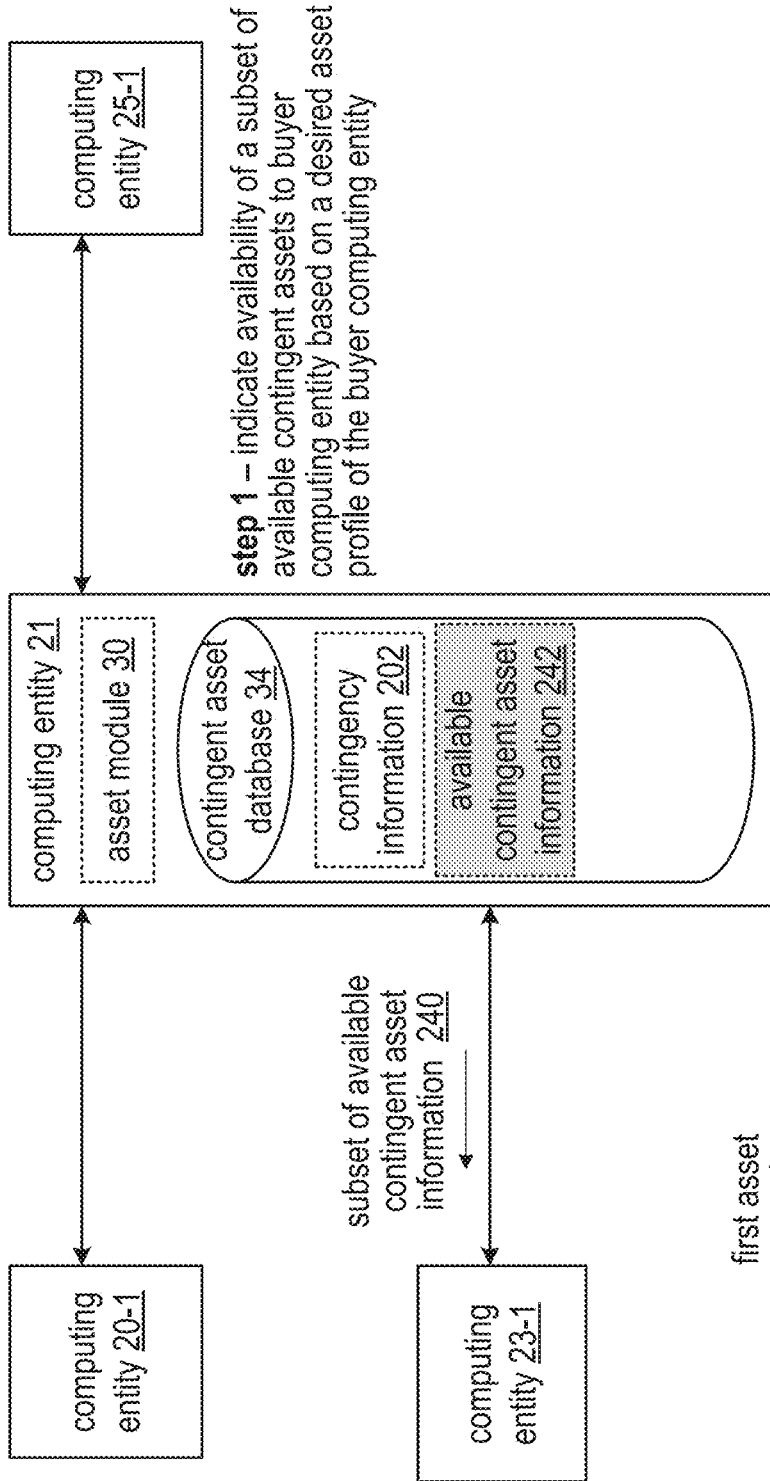 computing
entity 20-1
computing entity 21
asset module 30
contingent asset
database 34
contingency
information 202
available
contingent asset
information 242
computing
entity 25-1
subset of available
contingent asset
information 240
computing
entity 23-1
step 1 – indicate availability of a subset of
available contingent assets to buyer
computing entity based on a desired asset
profile of the buyer computing entity
first asset